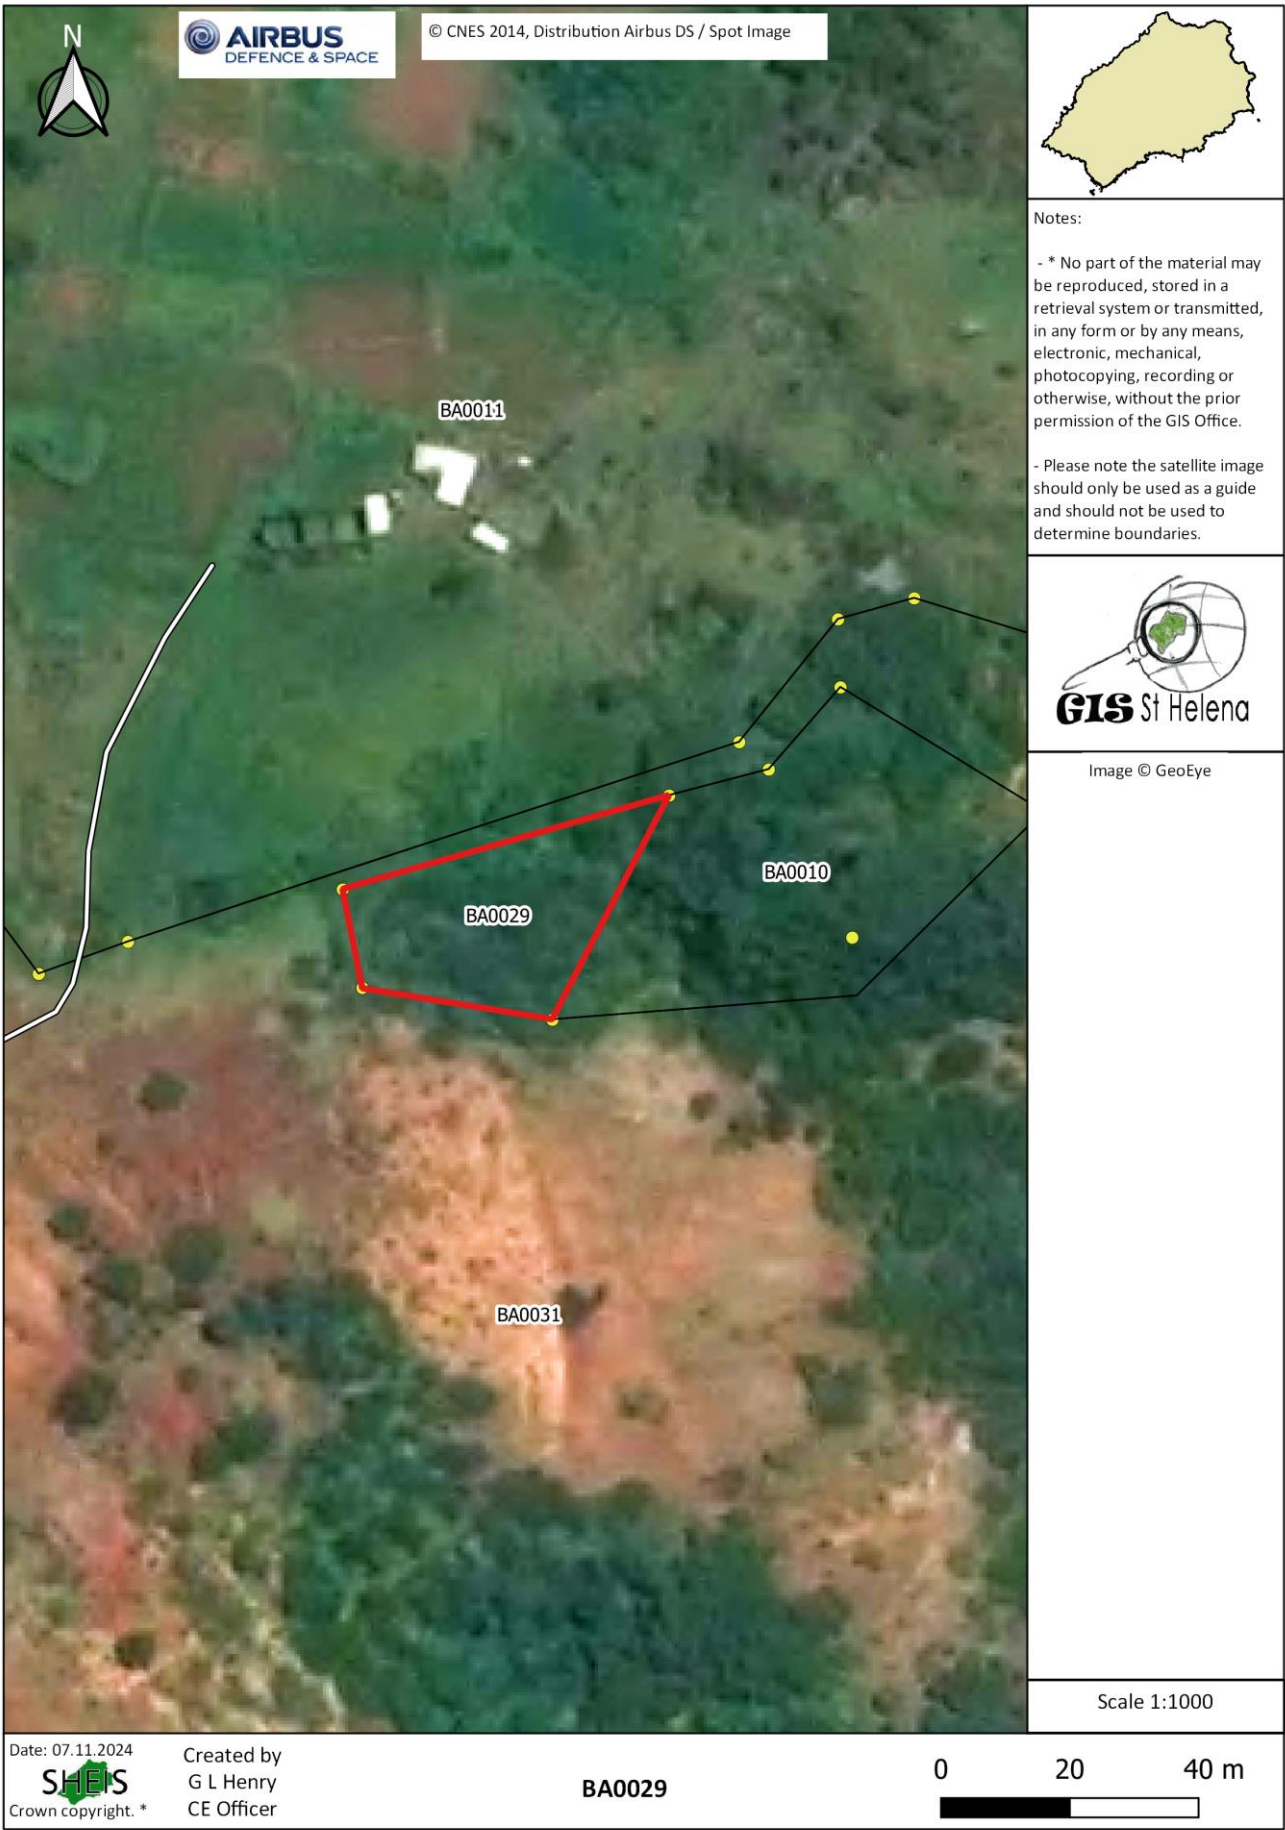 N
AIRBUS
DEFENCE & SPACE
© CNES 2014, Distribution Airbus DS / Spot Image
Notes:
- * No part of the material may
be reproduced, stored in a
retrieval system or transmitted,
in any form or by any means,
electronic, mechanical,
photocopying, recording or
otherwise, without the prior
permission of the GIS Office.
- Please note the satellite image
should only be used as a guide
and should not be used to
determine boundaries.
GIS St Helena
Image © GeoEye
BA0011
BA0010
BA0029
BA0031
Scale 1:1000
Date: 07.11.2024
SHEIS
Crown copyright. *
Created by
G L Henry
CE Officer
BA0029
0 20 40 m